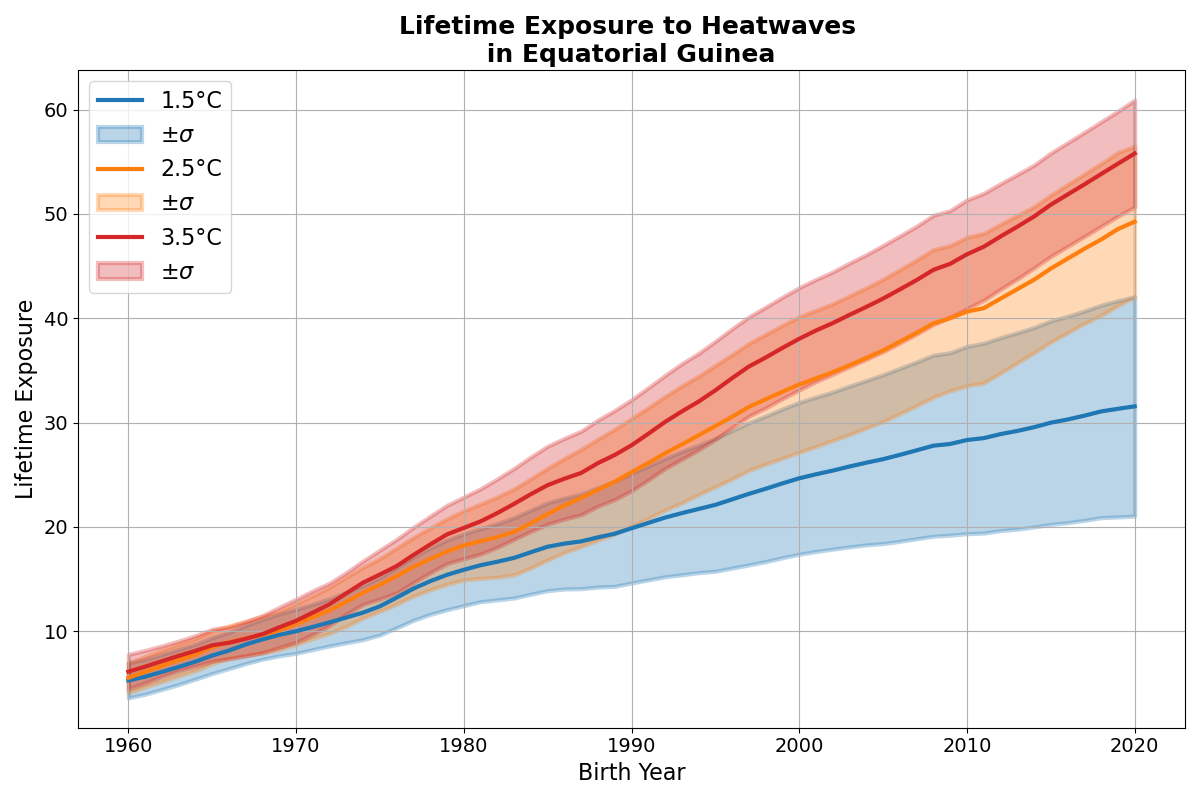 Lifetime Exposure to Heatwaves
in Equatorial Guinea
1.5°C
±σ
2.5°C
±σ
3.5°C
±σ
Lifetime Exposure
60
50
40
30
20
10
1960 1970 1980 1990 2000 2010 2020
Birth Year